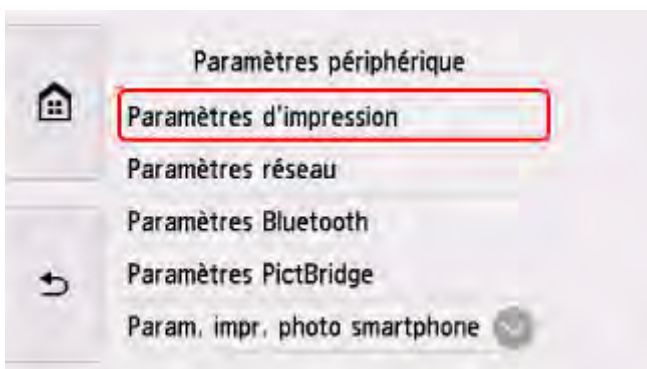 Paramètres périphérique
Paramètres d'impression
Paramètres réseau
Paramètres Bluetooth
Paramètres PictBridge
Param. impr. photo smartphone